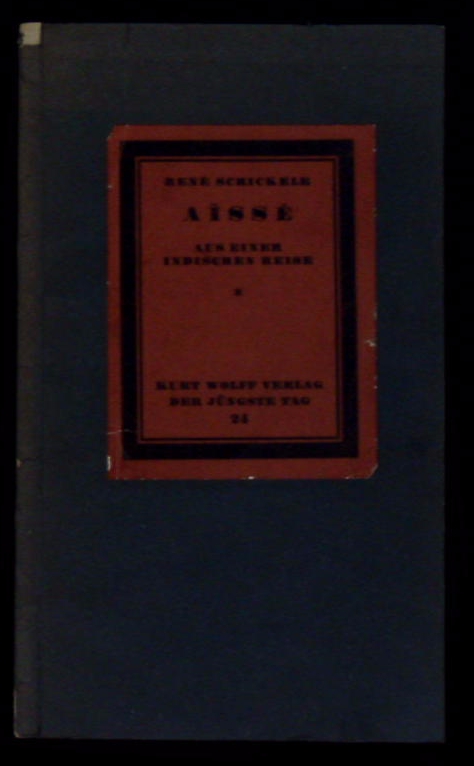 RENÉ SCHICKELE
AÏSSÉ
AUS EINER
INDISCHEN REISE
KURT WOLFF VERLAG
DER JÜNGSTE TAG
24